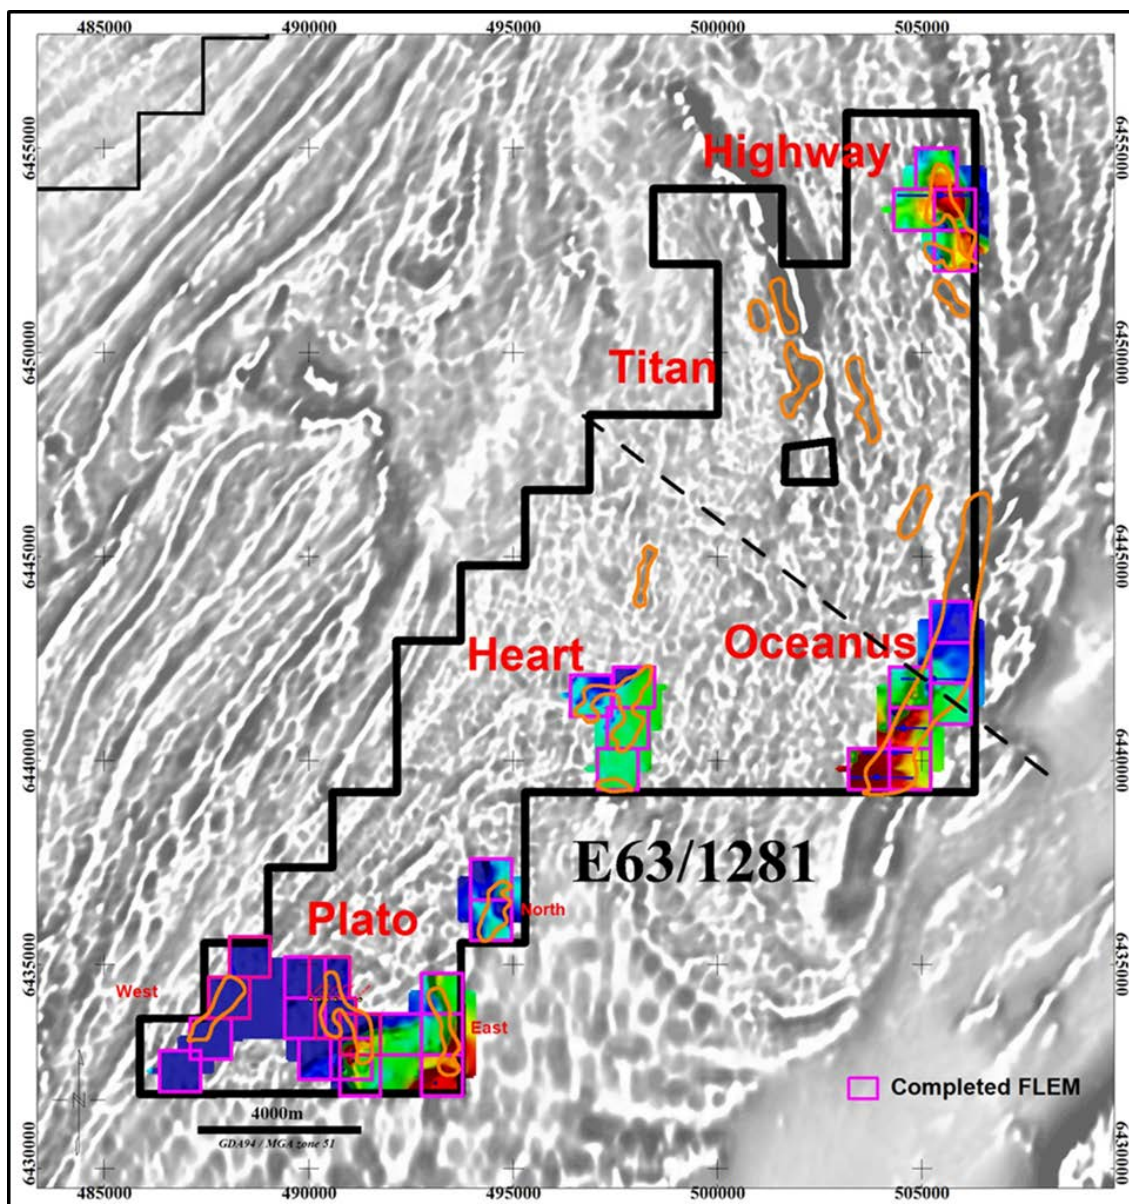 485000 490000 495000 500000 505000
6455000 6455000
Highway
6450000 6450000
Titan
6445000 6445000
Heart
Oceanus
6440000 6440000
E63/1281
Plato
North
6435000 6435000
West
East
Completed FLEM
4000m
N
GDA94 / MGA zone 51
6430000 6430000
485000 490000 495000 500000 505000